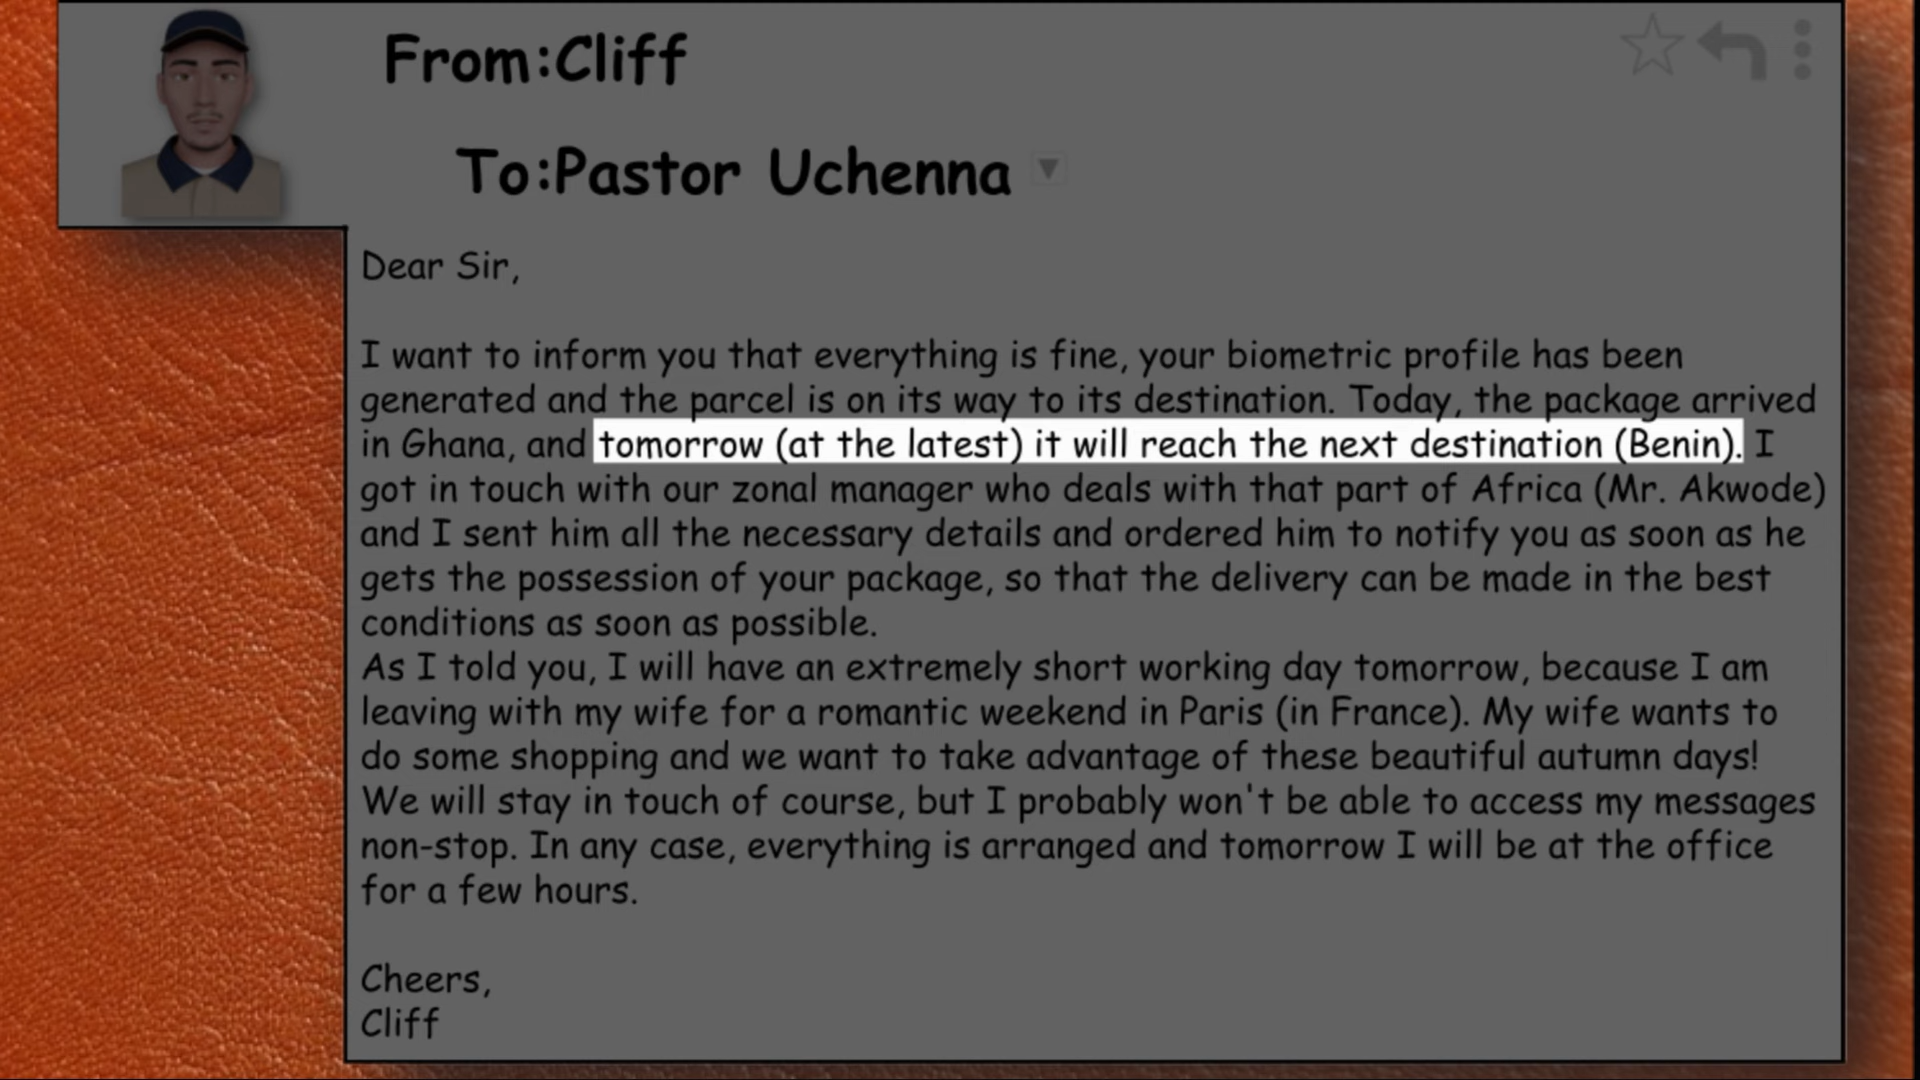 From:Cliff
To:Pastor Uchenna
Dear Sir,
I want to inform you that everything is fine, your biometric profile has been
generated and the parcel is on its way to its destination. Today, the package arrived
in Ghana, and tomorrow (at the latest) it will reach the next destination (Benin). I
got in touch with our zonal manager who deals with that part of Africa (Mr. Akwode)
and I sent him all the necessary details and ordered him to notify you as soon as he
gets the possession of your package, so that the delivery can be made in the best
conditions as soon as possible.
As I told you, I will have an extremely short working day tomorrow, because I am
leaving with my wife for a romantic weekend in Paris (in France). My wife wants to
do some shopping and we want to take advantage of these beautiful autumn days!
We will stay in touch of course, but I probably won't be able to access my messages
non-stop. In any case, everything is arranged and tomorrow I will be at the office
for a few hours.
Cheers,
Cliff